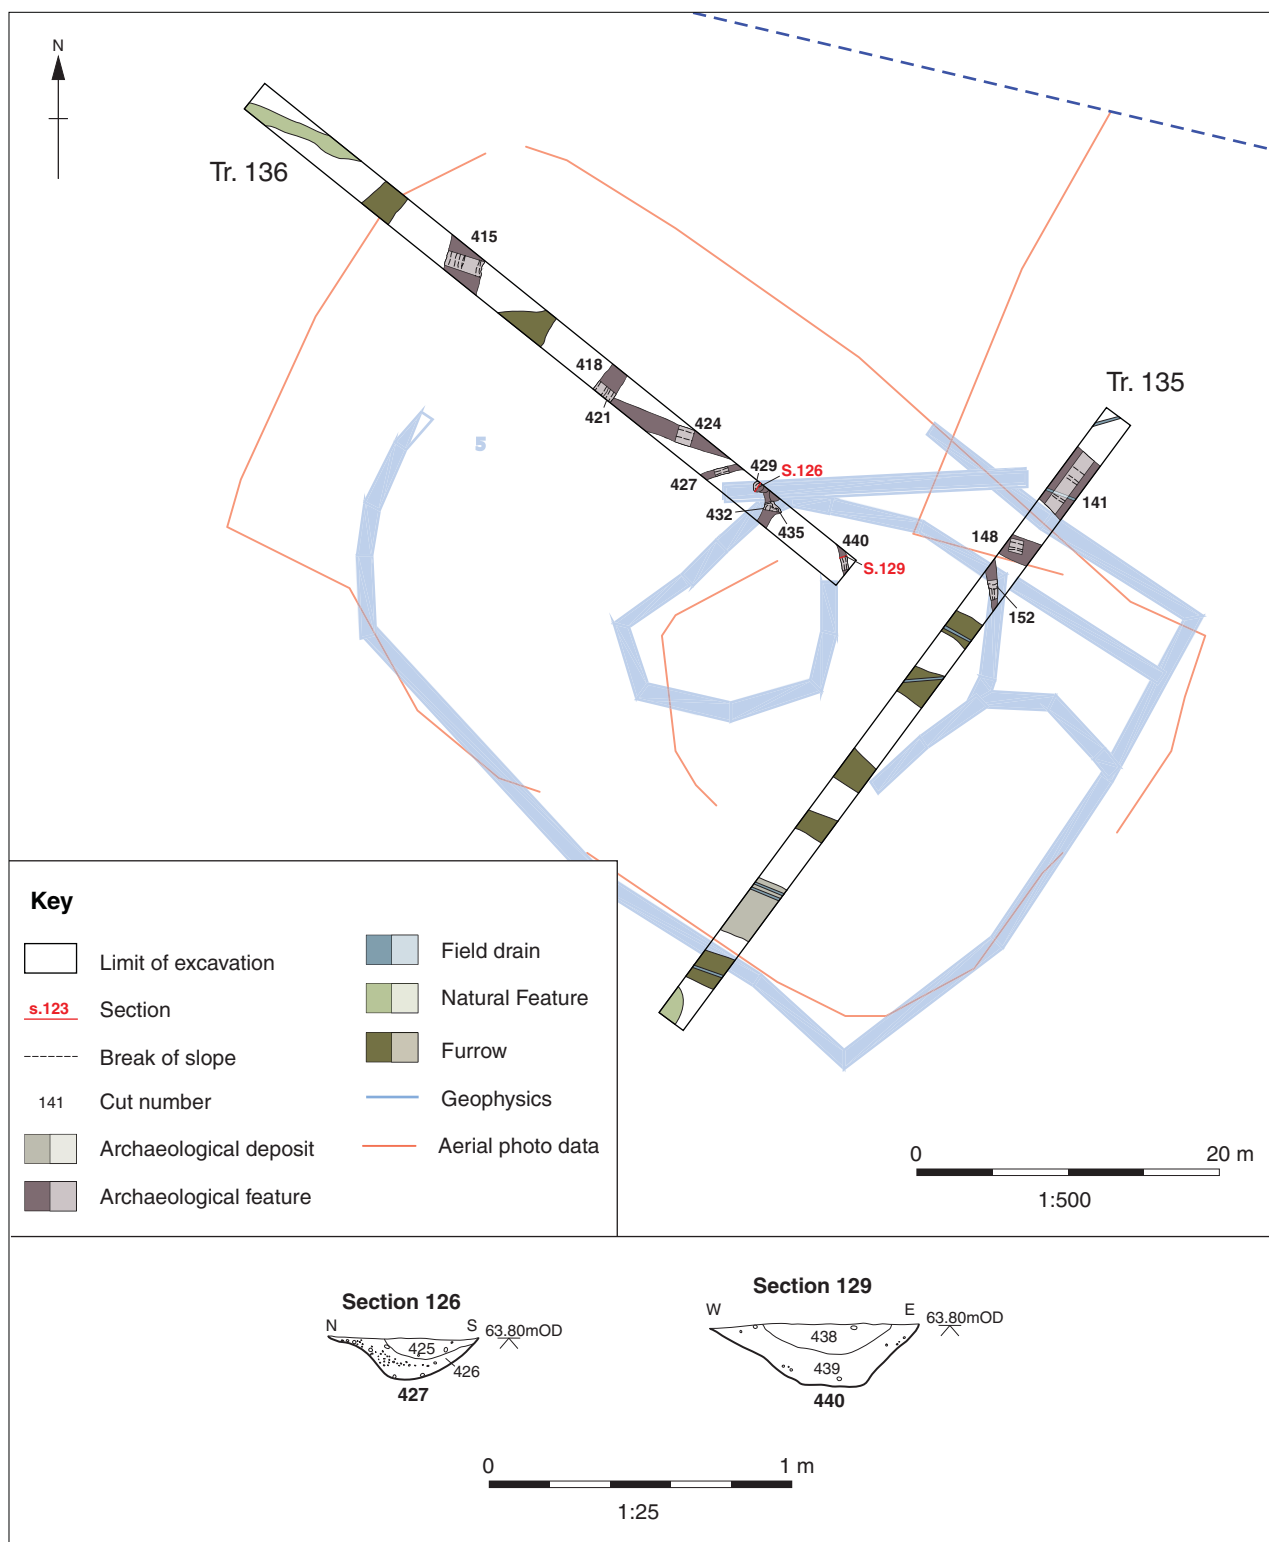 N
Tr. 136
415
Tr. 135
418
421
424
5
429
S.126
427
141
432
435
440
148
S.129
152
Key
Limit of excavation
s.123 Section
Break of slope
141 Cut number
Archaeological deposit
Archaeological feature
Field drain
Natural Feature
Furrow
Geophysics
Aerial photo data
0 20 m
1:500
Section 126
N S 63.80mOD
425
426
427
Section 129
W E 63.80mOD
438
439
440
0 1 m
1:25